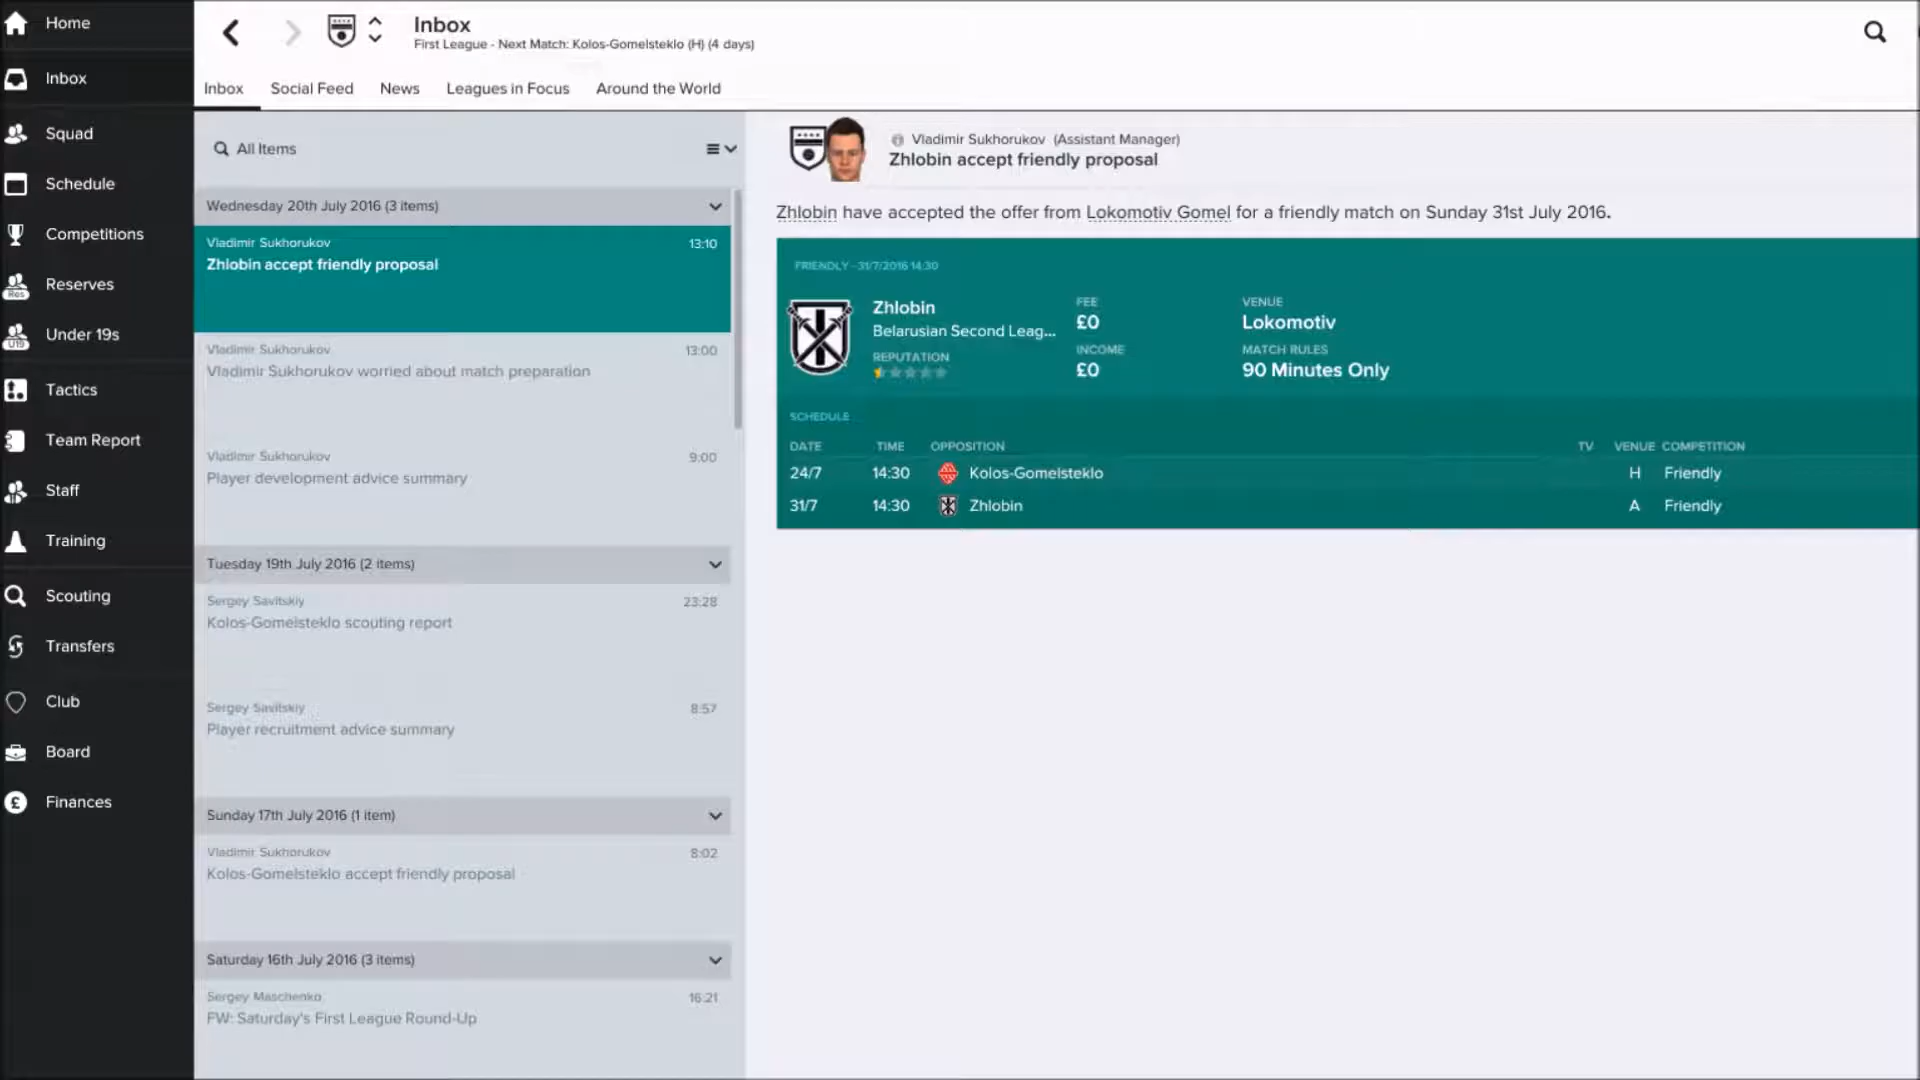 Home
Inbox
Squad
Schedule
Competitions
Reserves
Res
Under 19s
U19
Tactics
Team Report
Staff
Training
Scouting
Transfers
Club
Board
Finances
Inbox
First League - Next Match: Kolos-Gomelsteklo (H) (4 days)
Inbox Social Feed News Leagues in Focus Around the World
All Items
Wednesday 20th July 2016 (3 items)
Vladimir Sukhorukov 13:10
Zhlobin accept friendly proposal
Vladimir Sukhorukov 13:00
Vladimir Sukhorukov worried about match preparation
Vladimir Sukhorukov 9:00
Player development advice summary
Tuesday 19th July 2016 (2 items)
Sergey Savitskiy 23:28
Kolos-Gomelsteklo scouting report
Sergey Savitskiy 8:57
Player recruitment advice summary
Sunday 17th July 2016 (1 item)
Vladimir Sukhorukov 8:02
Kolos-Gomelsteklo accept friendly proposal
Saturday 16th July 2016 (3 items)
Sergey Maschenko 16:21
FW: Saturday's First League Round-Up
Vladimir Sukhorukov (Assistant Manager)
Zhlobin accept friendly proposal
Zhlobin have accepted the offer from Lokomotiv Gomel for a friendly match on Sunday 31st July 2016.
FRIENDLY - 31/7/2016 14:30
Zhlobin
Belarusian Second Leag...
REPUTATION
FEE
£0
INCOME
£0
VENUE
Lokomotiv
MATCH RULES
90 Minutes Only
SCHEDULE
DATE TIME OPPOSITION TV VENUE COMPETITION
24/7 14:30 Kolos-Gomelsteklo H Friendly
31/7 14:30 Zhlobin A Friendly